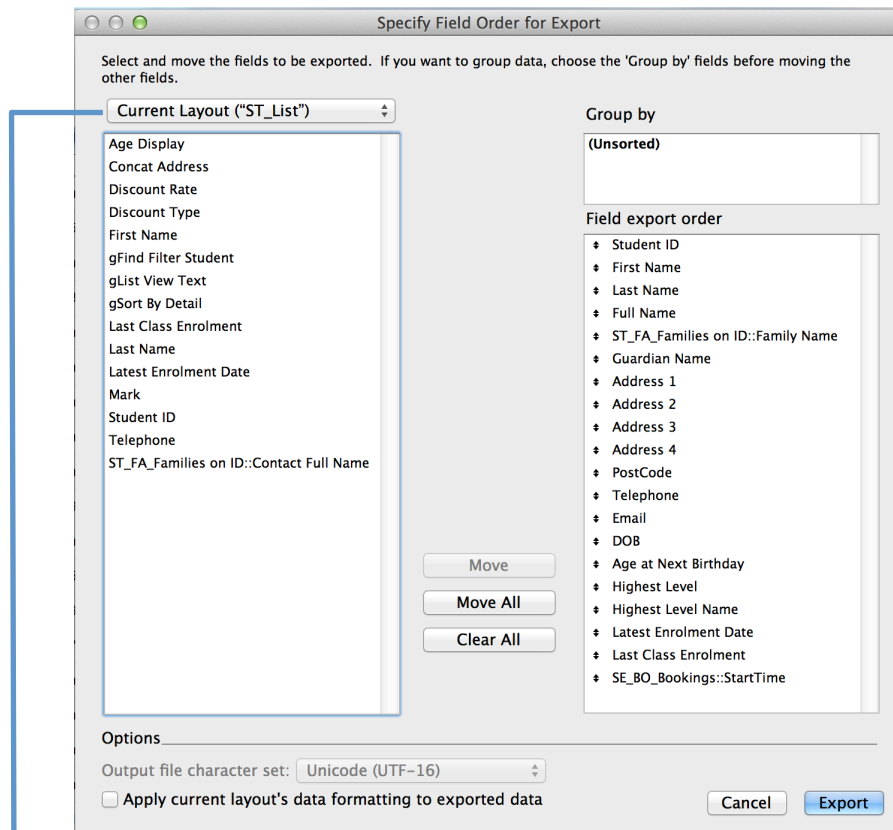 Specify Field Order for Export
Select and move the fields to be exported.  If you want to group data, choose the 'Group by' fields before moving the
other fields.
Current Layout (“ST_List”)
Age Display
Concat Address
Discount Rate
Discount Type
First Name
gFind Filter Student
gList View Text
gSort By Detail
Last Class Enrolment
Last Name
Latest Enrolment Date
Mark
Student ID
Telephone
ST_FA_Families on ID::Contact Full Name
Move
Move All
Clear All
Group by
(Unsorted)
Field export order
Student ID
First Name
Last Name
Full Name
ST_FA_Families on ID::Family Name
Guardian Name
Address 1
Address 2
Address 3
Address 4
PostCode
Telephone
Email
DOB
Age at Next Birthday
Highest Level
Highest Level Name
Latest Enrolment Date
Last Class Enrolment
SE_BO_Bookings::StartTime
Options
Output file character set: Unicode (UTF-16)
Apply current layout's data formatting to exported data
Cancel
Export